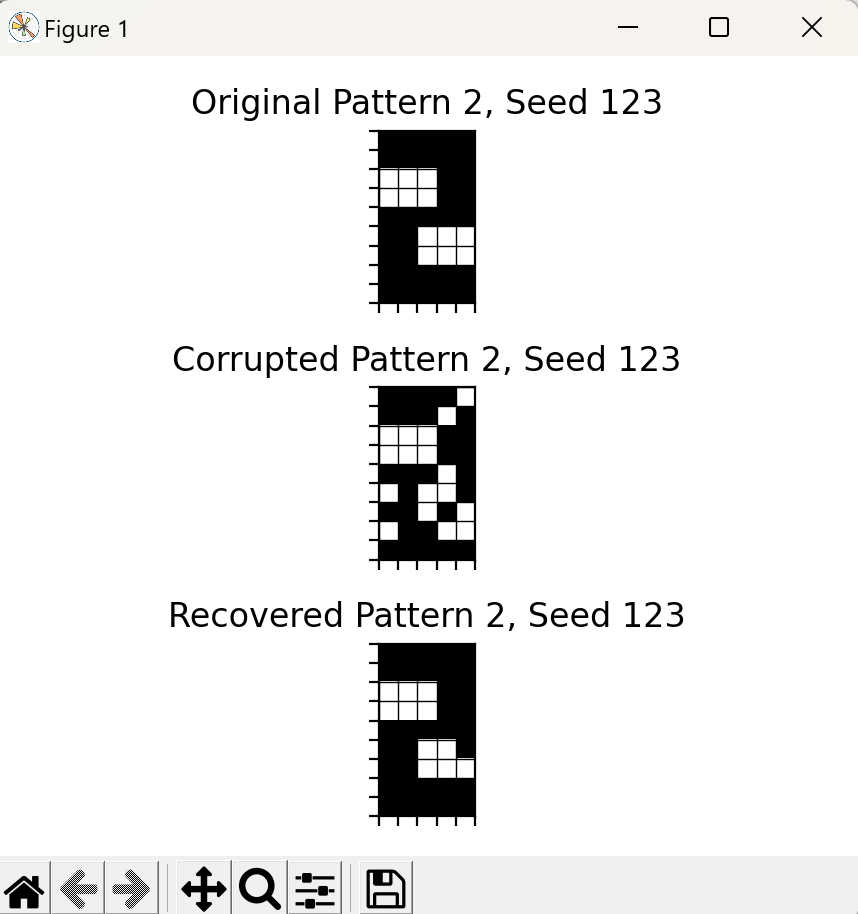 Figure 1
Original Pattern 2, Seed 123
Corrupted Pattern 2, Seed 123
Recovered Pattern 2, Seed 123